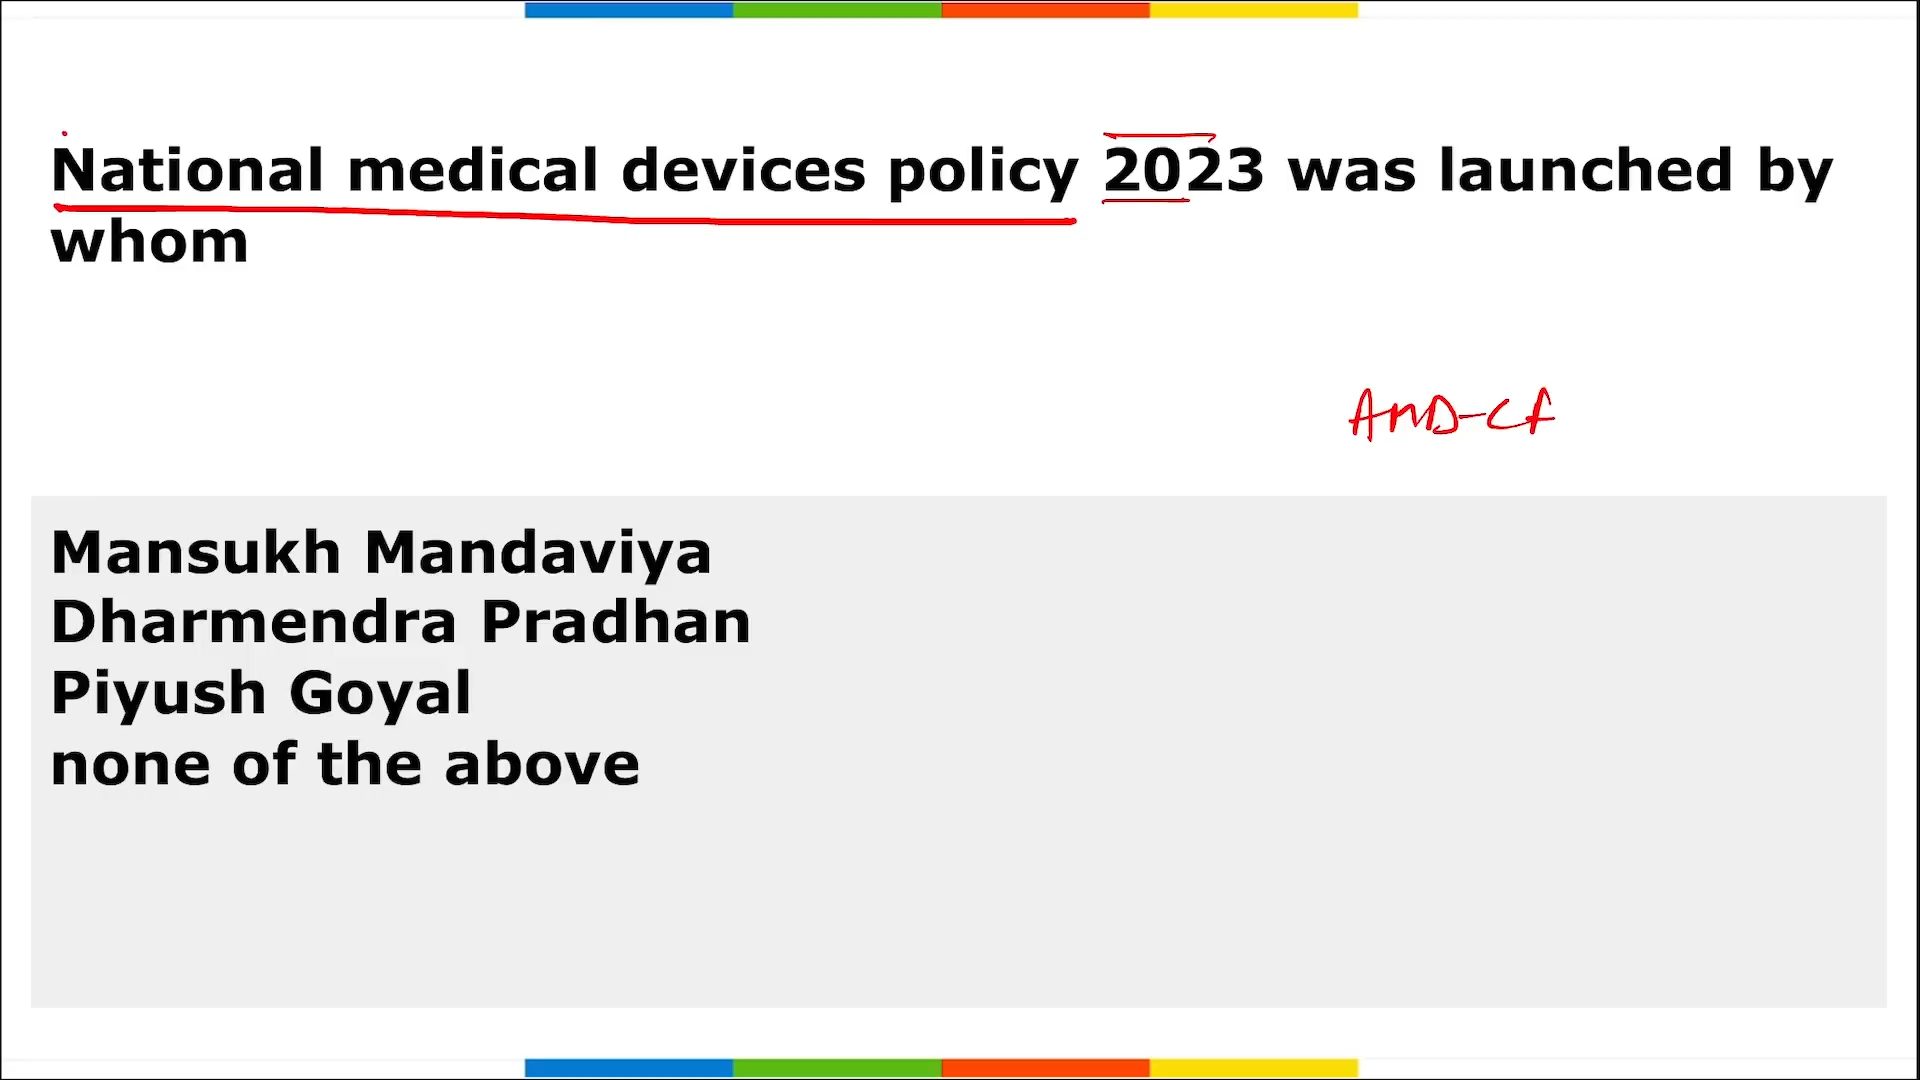 National medical devices policy 2023 was launched by
whom
AMD-CF
Mansukh Mandaviya
Dharmendra Pradhan
Piyush Goyal
none of the above